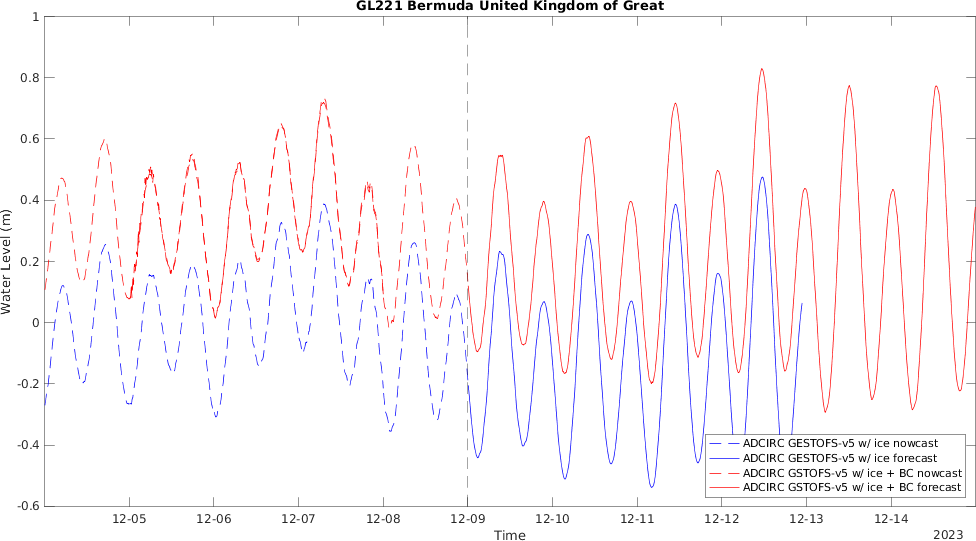 GL221 Bermuda United Kingdom of Great
1
0.8
0.6
0.4
0.2
0
-0.2
-0.4
-0.6
Water Level (m)
ADCIRC GESTOFS-v5 w/ ice nowcast
ADCIRC GESTOFS-v5 w/ ice forecast
ADCIRC GSTOFS-v5 w/ ice + BC nowcast
ADCIRC GSTOFS-v5 w/ ice + BC forecast
12-05 12-06 12-07 12-08 12-09 12-10 12-11 12-12 12-13 12-14
Time
2023